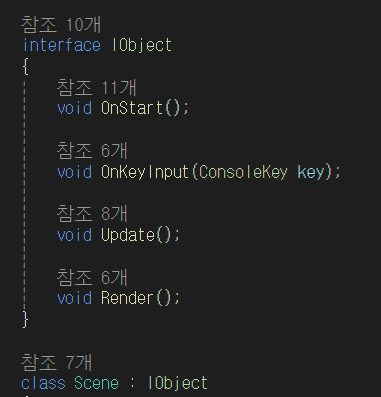 참조 10개
interface IObject
{
참조 11개
void OnStart();
참조 6개
void OnKeyInput(ConsoleKey key);
참조 8개
void Update();
참조 6개
void Render();
}
참조 7개
class Scene : IObject